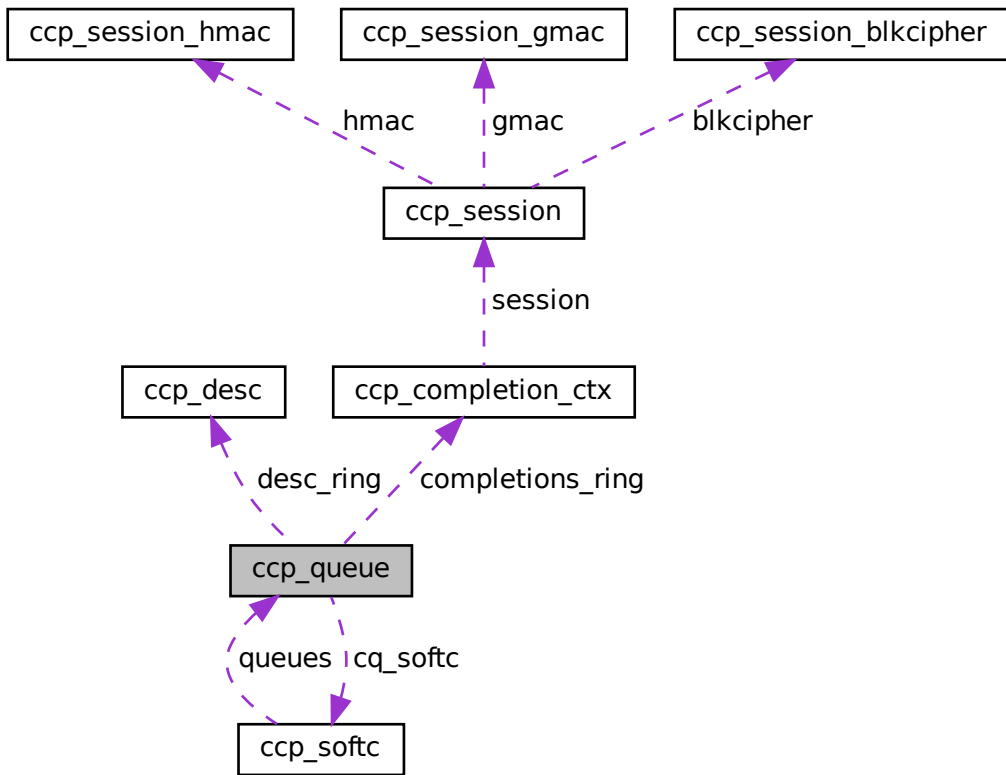 ccp_session_hmac
ccp_session_gmac
ccp_session_blkcipher
hmac
gmac
blkcipher
ccp_session
session
ccp_desc
ccp_completion_ctx
desc_ring
completions_ring
ccp_queue
queues
cq_softc
ccp_softc